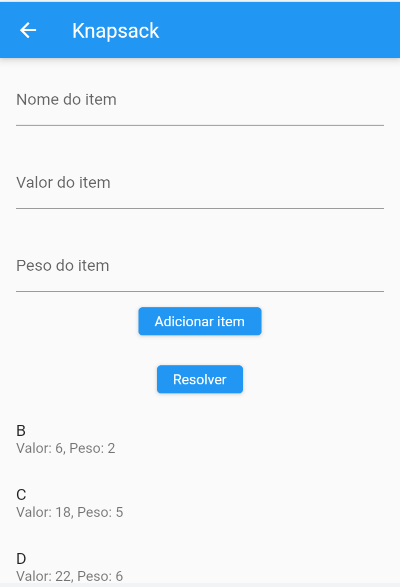 Knapsack
Nome do item
Valor do item
Peso do item
Adicionar item
Resolver
B
Valor: 6, Peso: 2
C
Valor: 18, Peso: 5
D
Valor: 22, Peso: 6